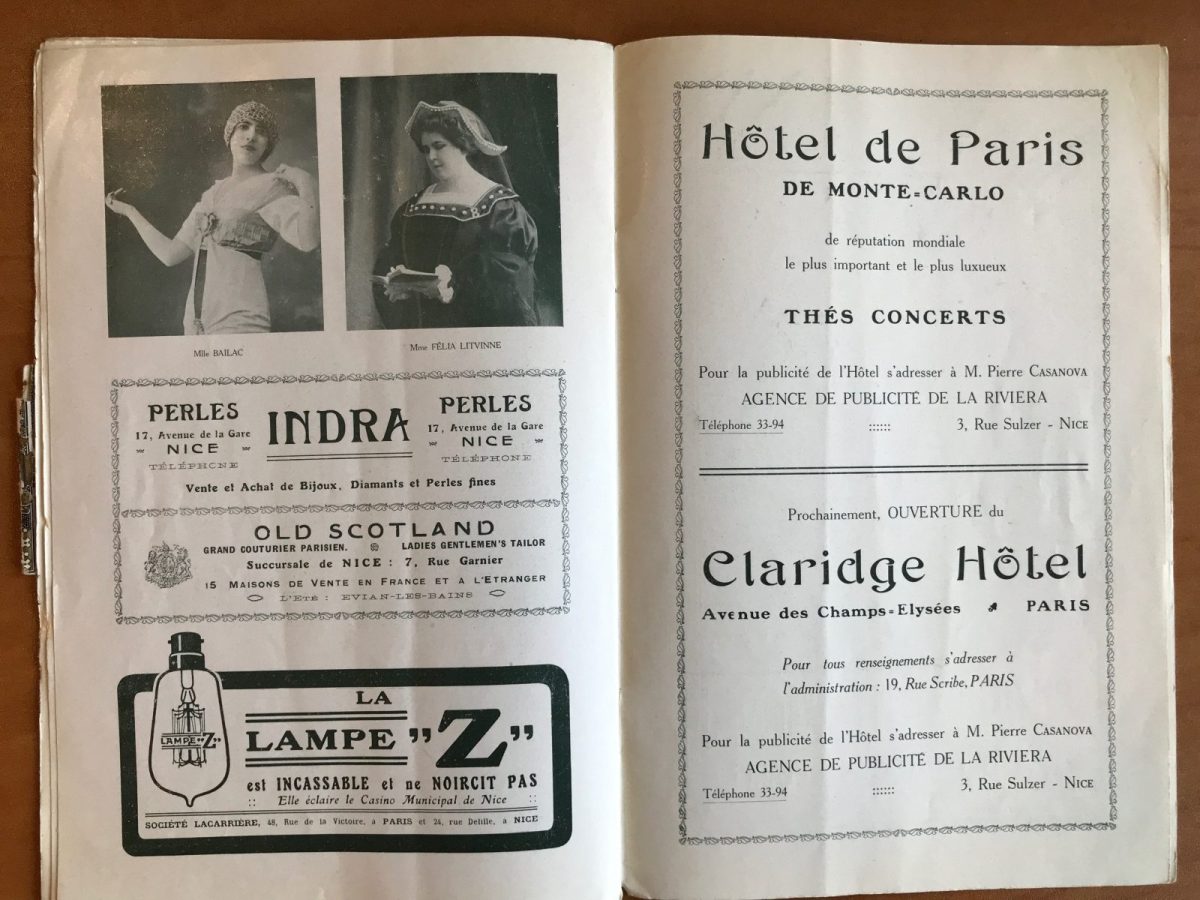 Mlle BAILAC
Mme FÉLIA LITVINNE
PERLES
17, Avenue de la Gare
NICE
TÉLÉPHONE
INDRA
PERLES
17, Avenue de la Gare
NICE
TÉLÉPHONE
Vente et Achat de Bijoux, Diamants et Perles fines
OLD SCOTLAND
GRAND COUTURIER PARISIEN. LADIES GENTLEMEN'S TAILOR
Succursale de NICE : 7, Rue Garnier
15 MAISONS DE VENTE EN FRANCE ET A L'ETRANGER
L'ETÉ : EVIAN-LES-BAINS
LAMPE "Z"
LA
LAMPE "Z"
est INCASSABLE et ne NOIRCIT PAS
:: Elle éclaire le Casino Municipal de Nice ::
SOCIÉTÉ LACARRIÈRE, 48, Rue de la Victoire, a PARIS et 24, rue Delille, a NICE
Hôtel de Paris
DE MONTE-CARLO
de réputation mondiale
le plus important et le plus luxueux
THÉS CONCERTS
Pour la publicité de l'Hôtel s'adresser à M. Pierre CASANOVA
AGENCE DE PUBLICITÉ DE LA RIVIERA
Téléphone 33-94 :::::: 3, Rue Sulzer - NICE
Prochainement, OUVERTURE du
Claridge Hôtel
Avenue des Champs-Elysées PARIS
Pour tous renseignements s'adresser à
l'administration : 19, Rue Scribe, PARIS
Pour la publicité de l'Hôtel s'adresser à M. Pierre CASANOVA
AGENCE DE PUBLICITÉ DE LA RIVIERA
Téléphone 33-94 :::::: 3, Rue Sulzer - NICE